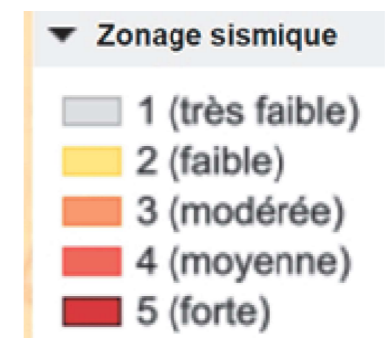 Zonage sismique
1 (très faible)
2 (faible)
3 (modérée)
4 (moyenne)
5 (forte)